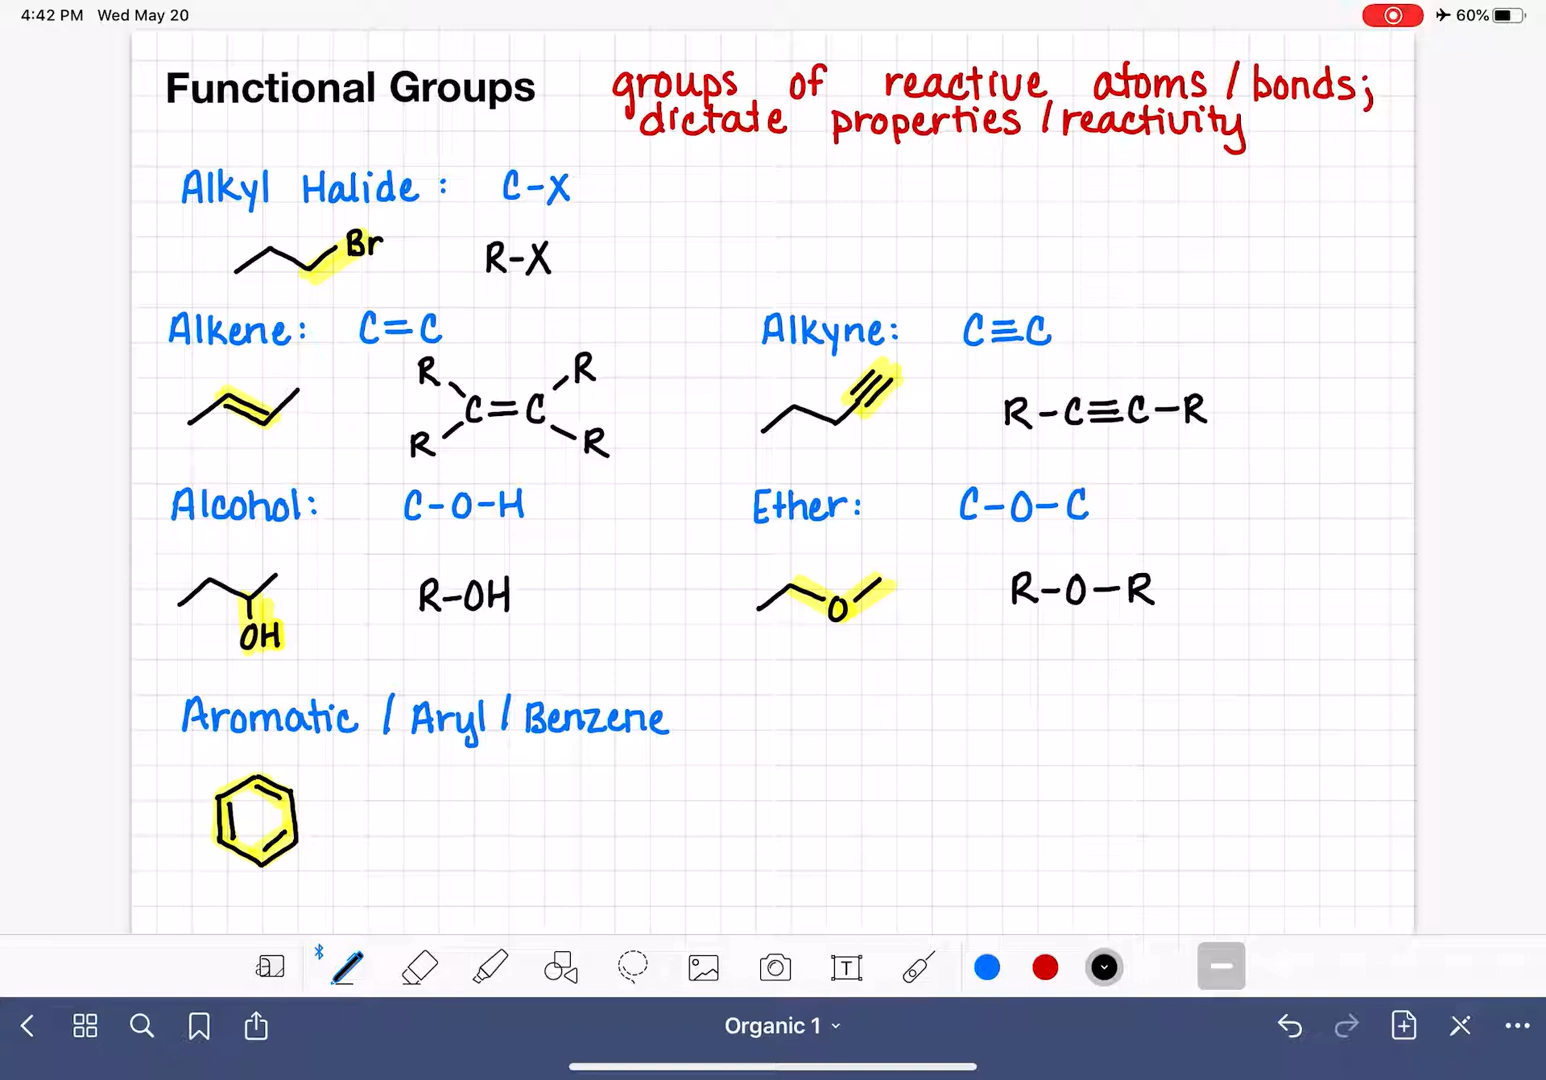 4:42 PM Wed May 20
60%
Functional Groups
groups of reactive atoms / bonds;
dictate properties / reactivity
Alkyl Halide : C-X
Br
R-X
Alkene: C=C
R R
C=C
R R
Alkyne: C≡C
R-C≡C-R
Alcohol: C-O-H
OH
R-OH
Ether: C-O-C
O
R-O-R
Aromatic / Aryl / Benzene
a
T
Organic 1